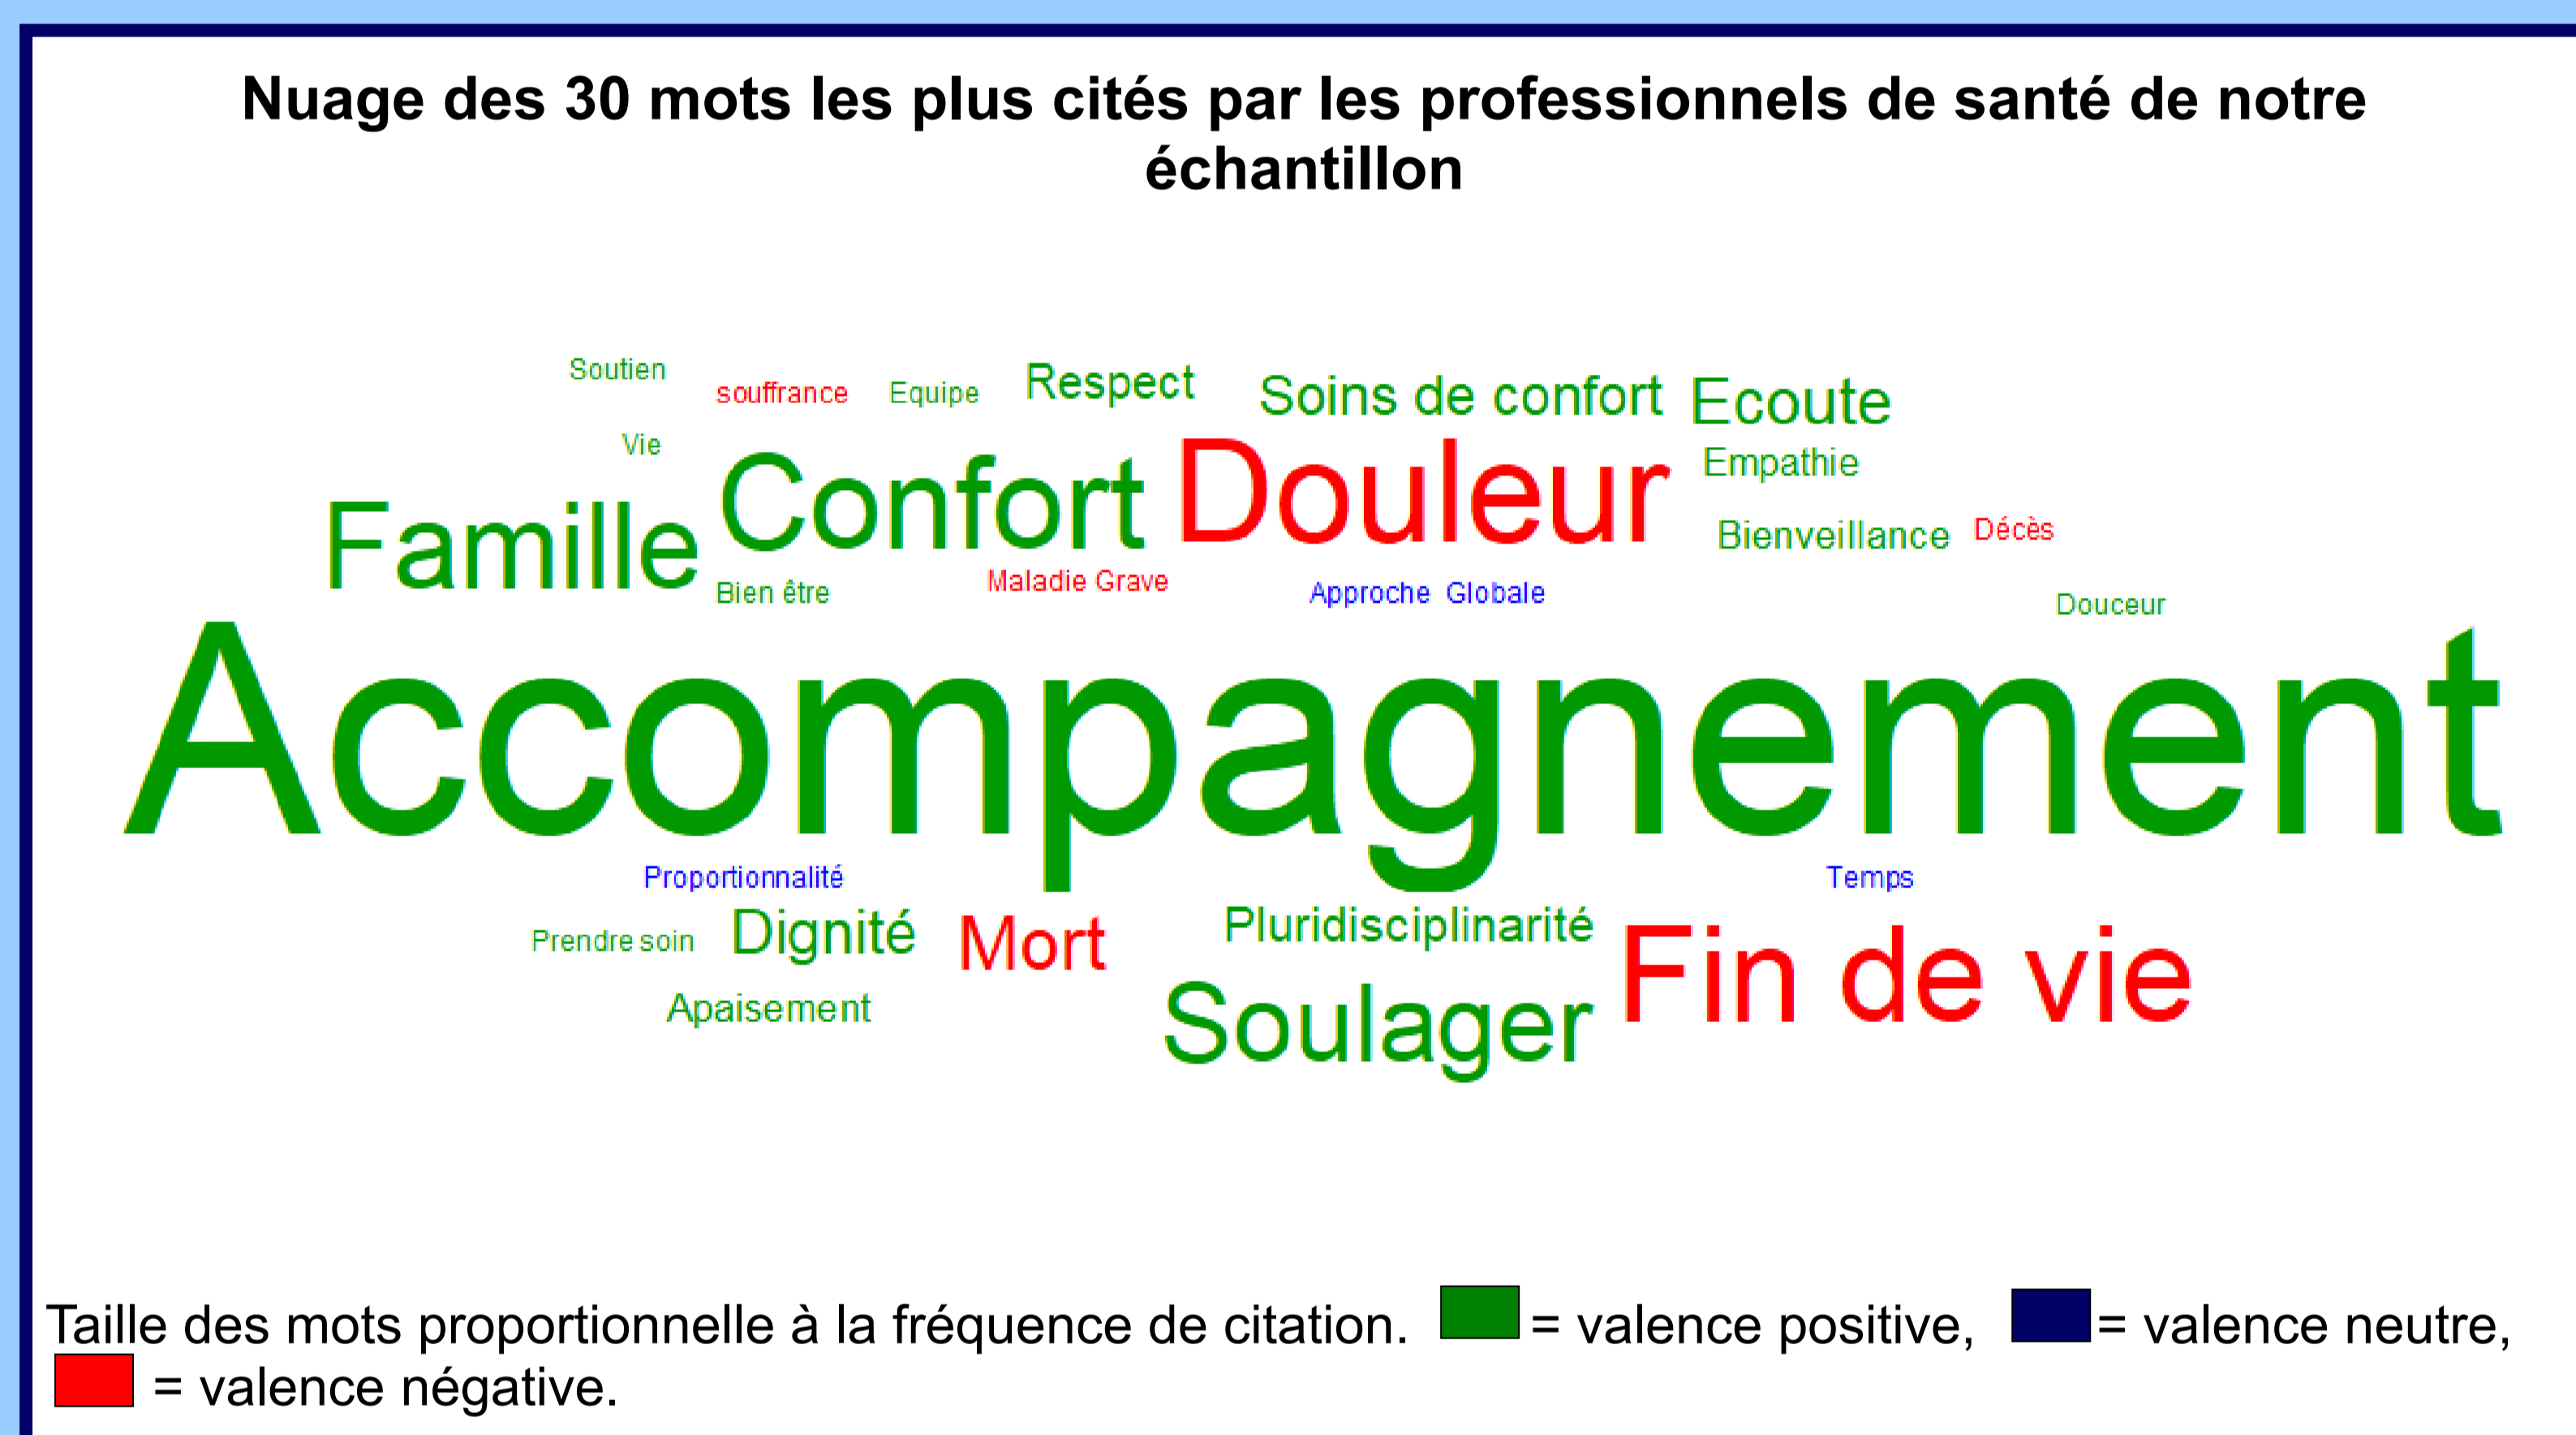 Nuage des 30 mots les plus cités par les professionnels de santé de notre
échantillon
Soutien
souffrance
Equipe
Respect
Soins de confort
Ecoute
Vie
Famille
Confort
Douleur
Empathie
Bienveillance
Décès
Bien être
Maladie Grave
Approche Globale
Douceur
Accompagnement
Proportionnalité
Temps
Prendre soin
Dignité
Mort
Pluridisciplinarité
Fin de vie
Apaisement
Soulager
Taille des mots proportionnelle à la fréquence de citation. = valence positive, = valence neutre,
= valence négative.